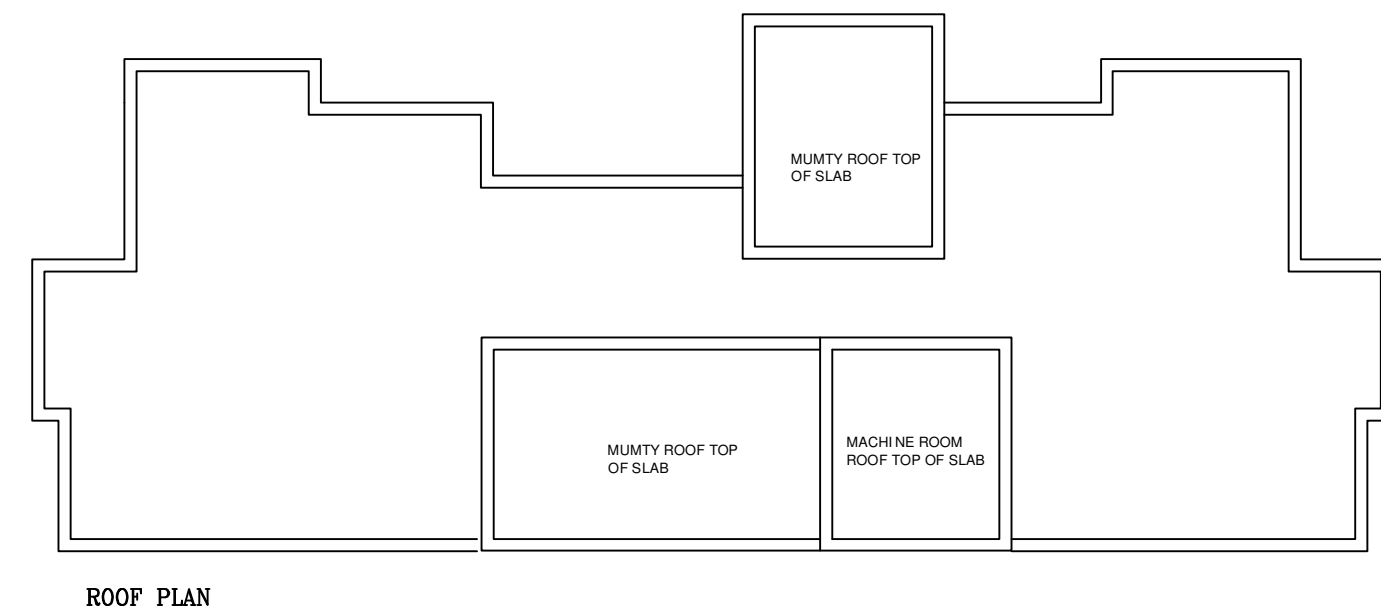 MUMTY ROOF TOP
OF SLAB
MUMTY ROOF TOP
OF SLAB
MACHINE ROOM
ROOF TOP OF SLAB
ROOF PLAN